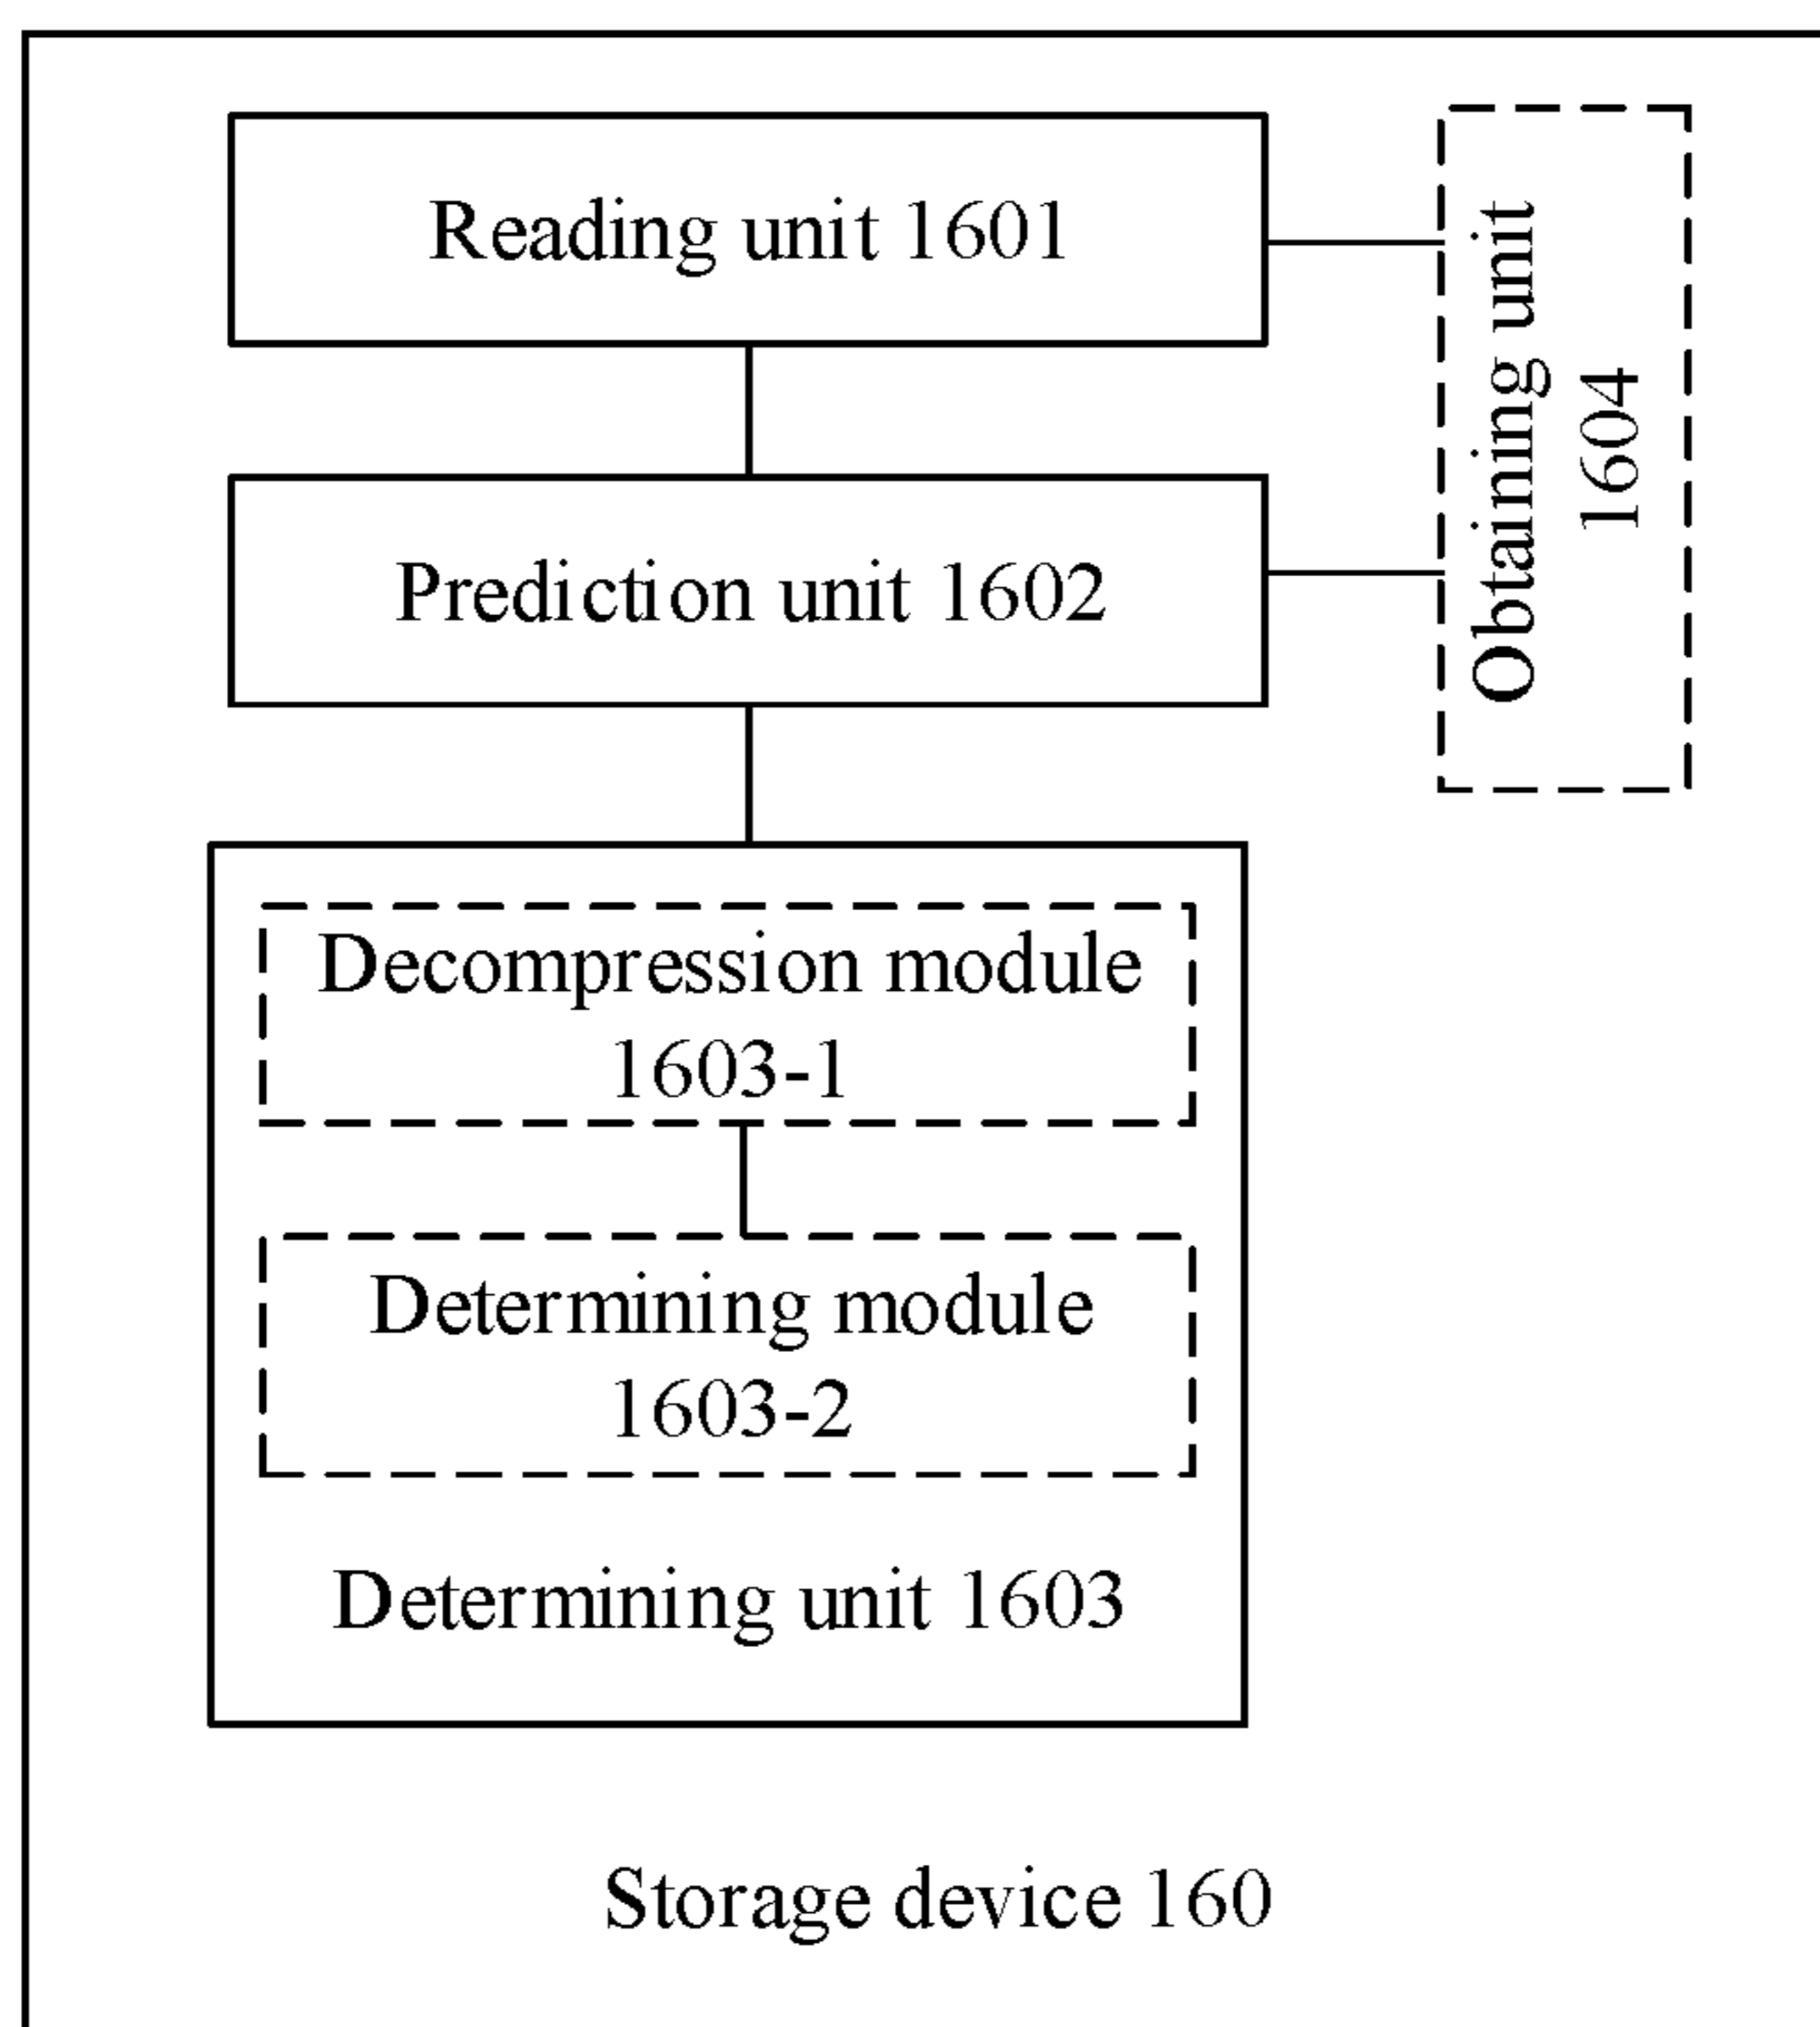 Reading unit 1601
Obtaining unit
1604
Prediction unit 1602
Decompression module
1603-1
Determining module
1603-2
Determining unit 1603
Storage device 160